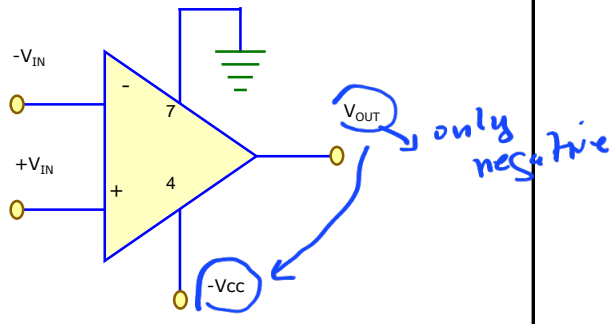 -VIN
-
7
VOUT
only
negative
+VIN
+
4
-Vcc